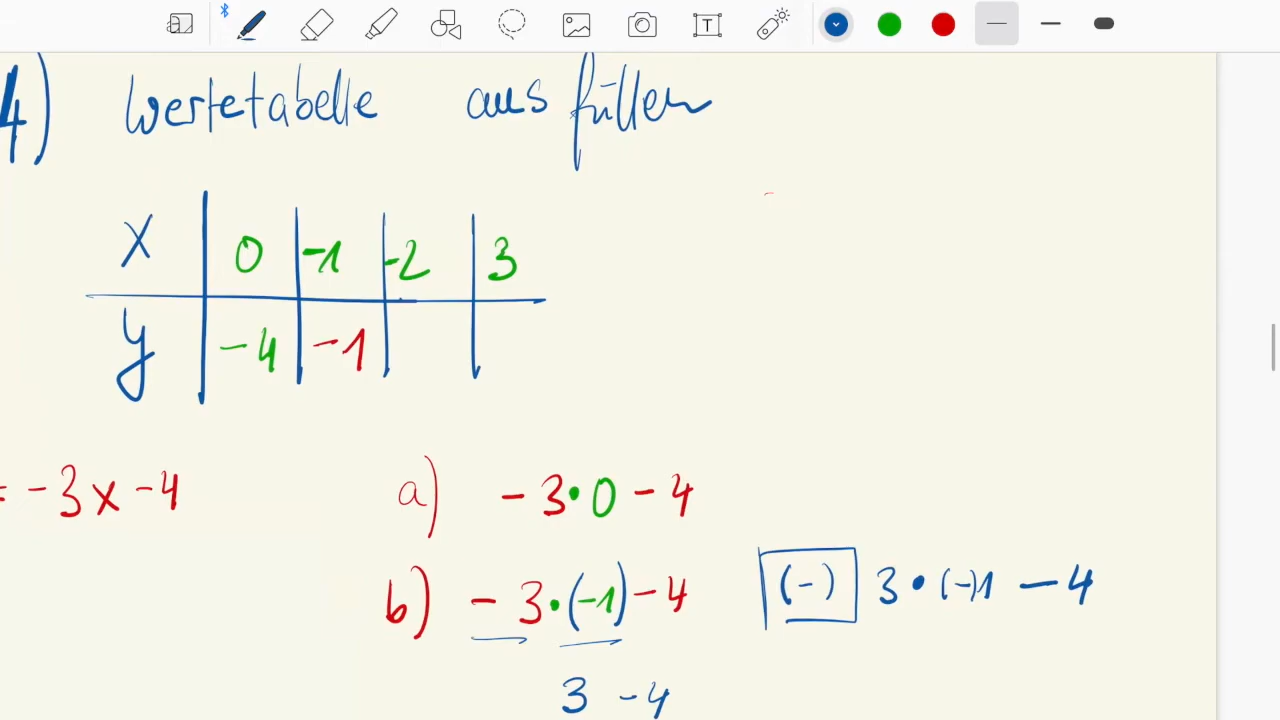 4) Wertetabelle ausfüllen
x 0 -1 -2 3
y -4 -1
= -3x -4
a) -3·0 -4
b) -3·(-1) -4 (-) 3·(-)1 -4
3 -4